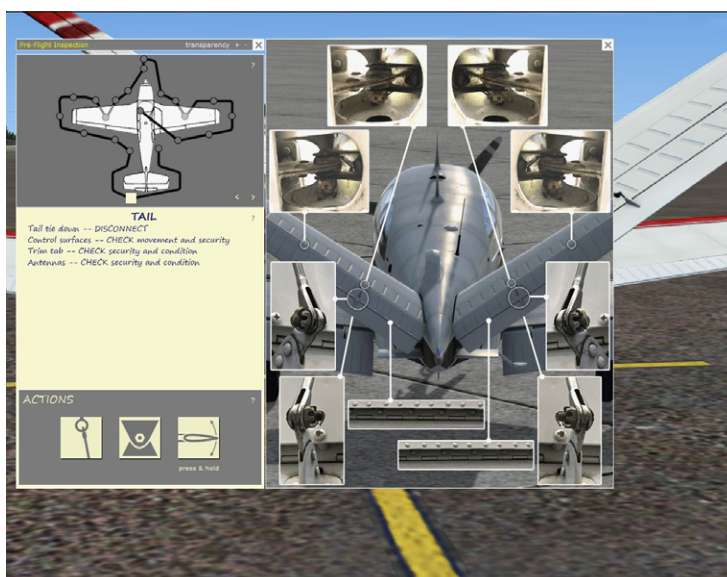 Pre-Flight Inspection
transparency + -
?
< >
TAIL
?
Tail tie down -- DISCONNECT
Control surfaces -- CHECK movement and security
Trim tab -- CHECK security and condition
Antennas -- CHECK security and condition
ACTIONS
?
press & hold